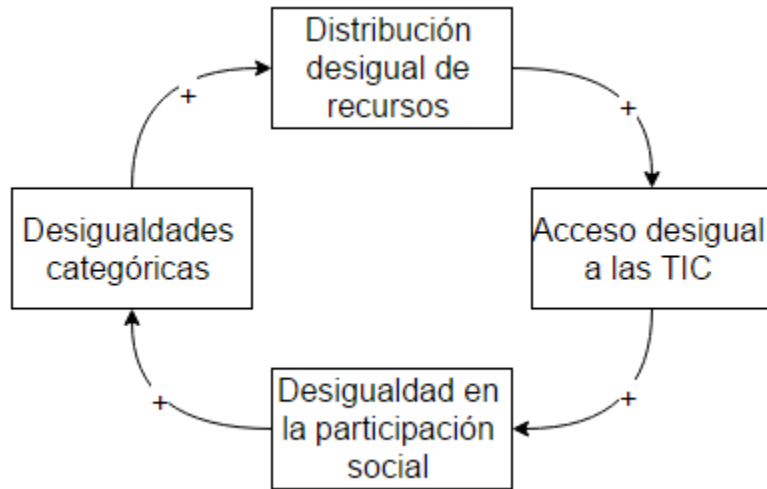 Distribución
desigual de
recursos
+
+
Desigualdades
categóricas
Acceso desigual
a las TIC
+
+
Desigualdad en
la participación
social